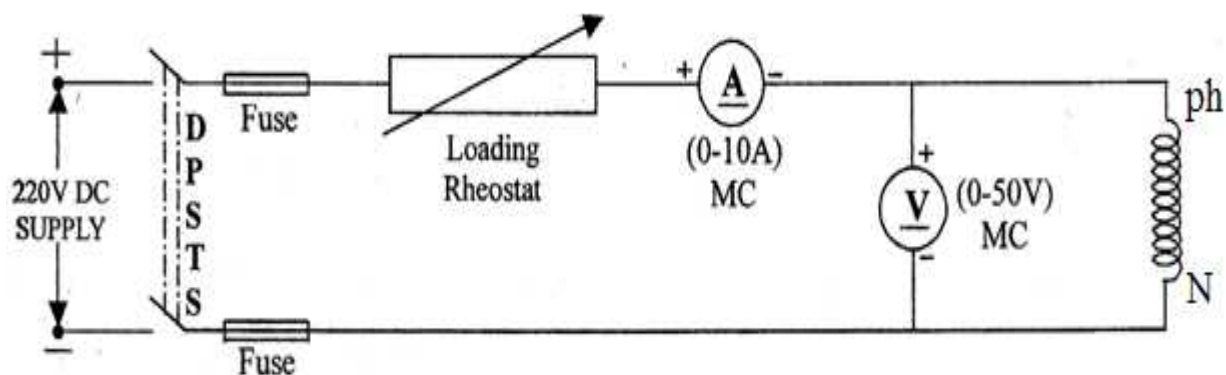 +
Fuse
D
P
S
T
S
Loading
Rheostat
+
A
-
(0-10A)
MC
220V DC
SUPPLY
+
V
-
(0-50V)
MC
ph
N
-
Fuse